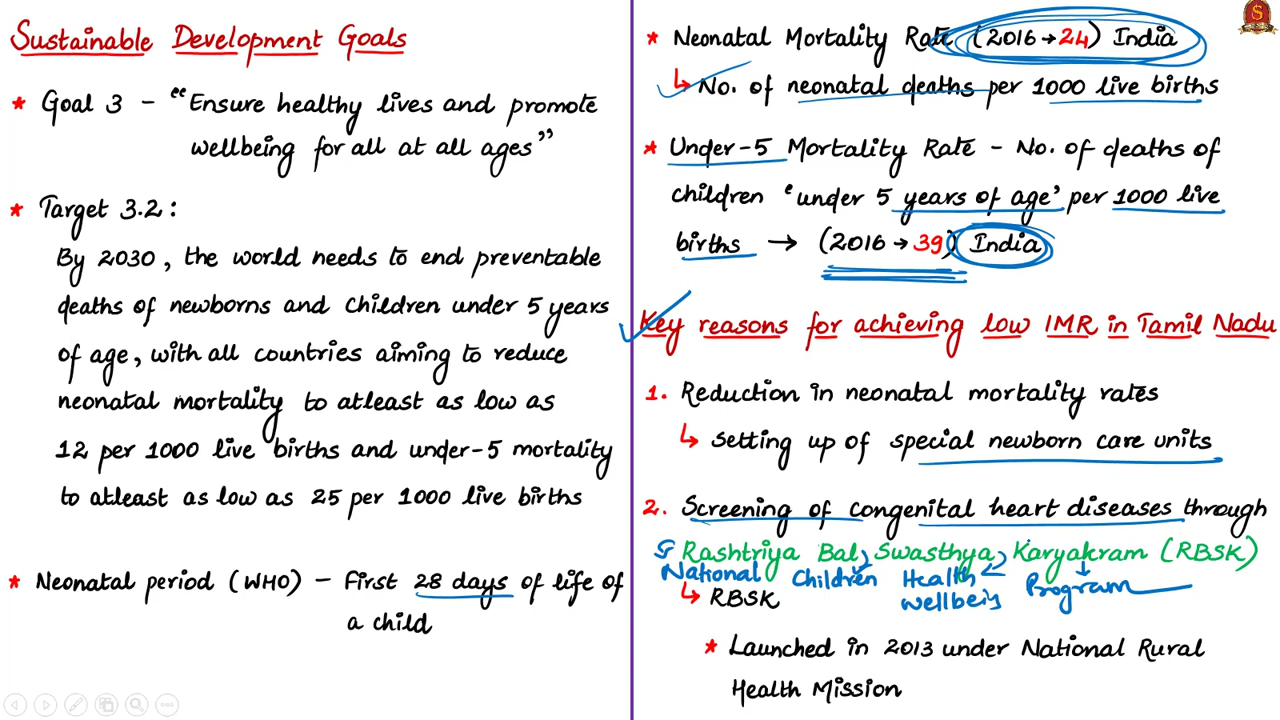 Sustainable Development Goals
* Goal 3 - "Ensure healthy lives and promote
wellbeing for all at all ages"
* Target 3.2:
By 2030, the world needs to end preventable
deaths of newborns and children under 5 years
of age, with all countries aiming to reduce
neonatal mortality to atleast as low as
12 per 1000 live births and under-5 mortality
to atleast as low as 25 per 1000 live births
* Neonatal period (WHO) - First 28 days of life of
a child
* Neonatal Mortality Rate (2016→24) India
↳ No. of neonatal deaths per 1000 live births
* Under-5 Mortality Rate - No. of deaths of
children 'under 5 years of age' per 1000 live
births → (2016→39) India
Key reasons for achieving low IMR in Tamil Nadu
1. Reduction in neonatal mortality rates
↳ Setting up of special newborn care units
2. Screening of congenital heart diseases through
Rashtriya Bal Swasthya Karyakram (RBSK)
National Children Health Program
wellbeing
↳ RBSK
* Launched in 2013 under National Rural
Health Mission
S